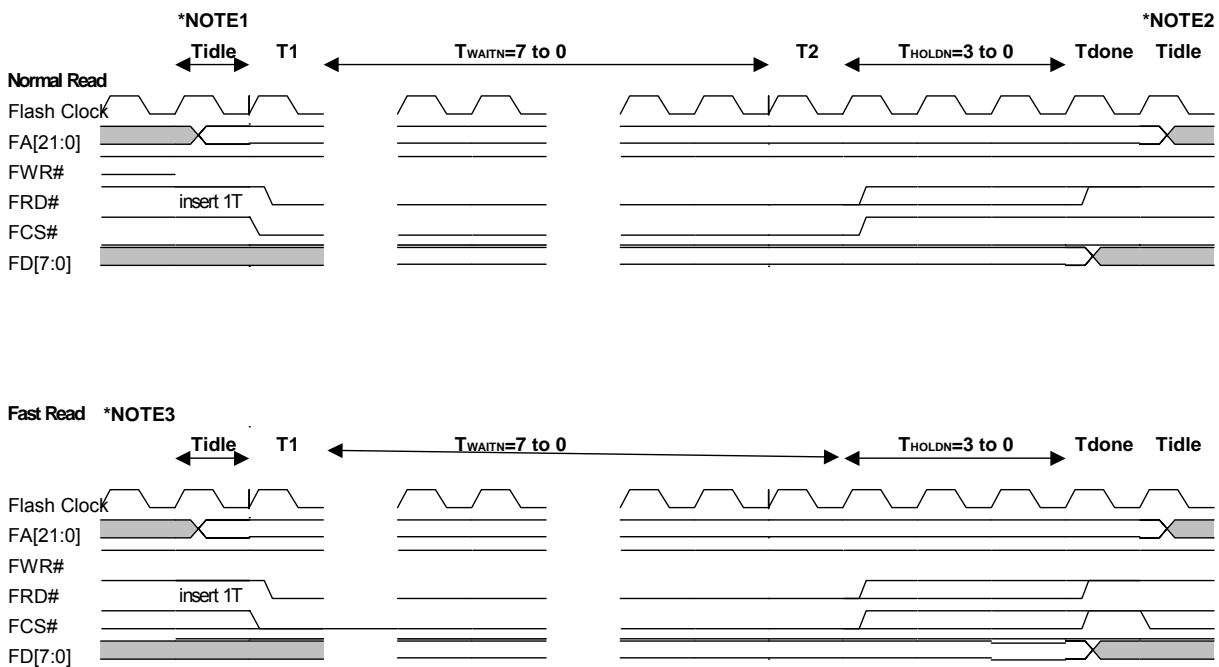 *NOTE1 *NOTE2
Tidle T1 TWAITN=7 to 0 T2 THOLDN=3 to 0 Tdone Tidle
Normal Read
Flash Clock
FA[21:0]
FWR#
FRD# insert 1T
FCS#
FD[7:0]
Fast Read *NOTE3
Tidle T1 TWAITN=7 to 0 THOLDN=3 to 0 Tdone Tidle
Flash Clock
FA[21:0]
FWR#
FRD# insert 1T
FCS#
FD[7:0]